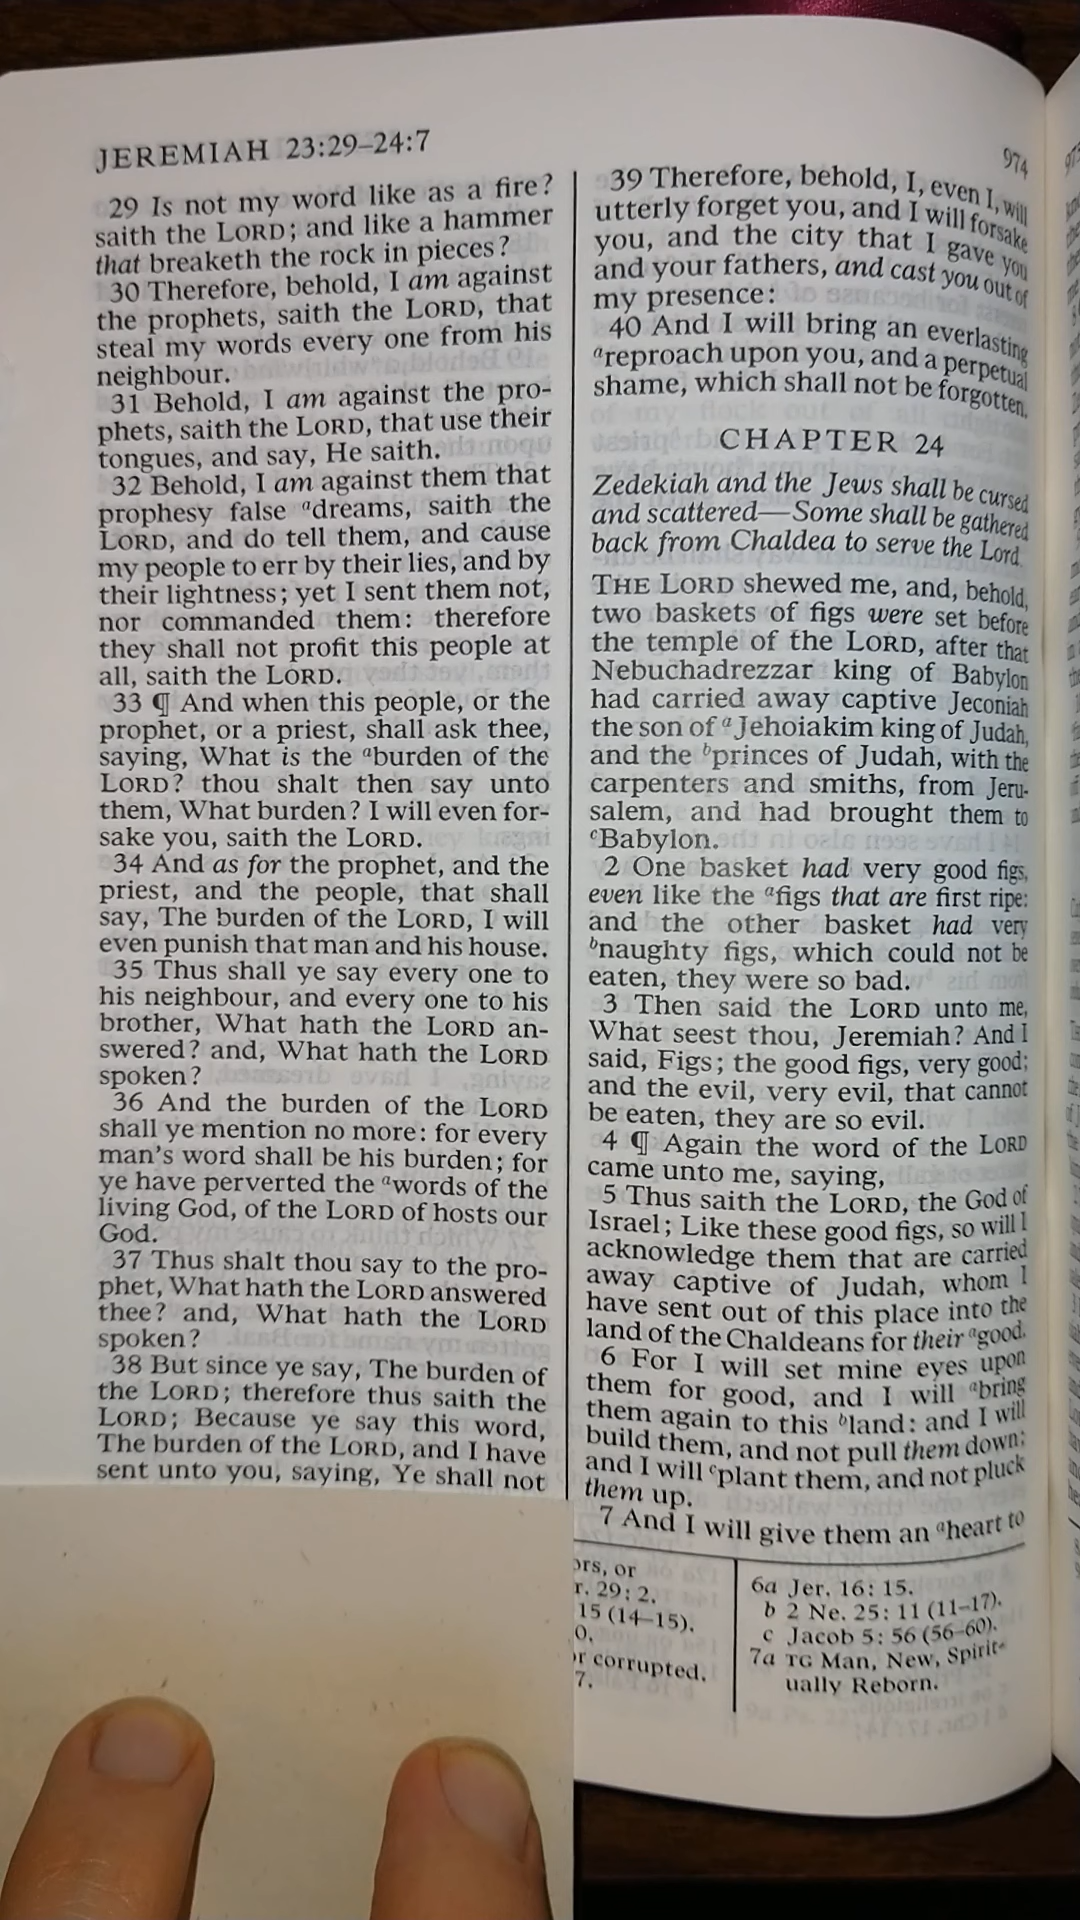 JEREMIAH 23:29–24:7
974
29 Is not my word like as a fire?
saith the LORD; and like a hammer
that breaketh the rock in pieces?
30 Therefore, behold, I am against
the prophets, saith the LORD, that
steal my words every one from his
neighbour.
31 Behold, I am against the pro-
phets, saith the LORD, that use their
tongues, and say, He saith.
32 Behold, I am against them that
prophesy false adreams, saith the
LORD, and do tell them, and cause
my people to err by their lies, and by
their lightness; yet I sent them not,
nor commanded them: therefore
they shall not profit this people at
all, saith the LORD.
33 ¶ And when this people, or the
prophet, or a priest, shall ask thee,
saying, What is the aburden of the
LORD? thou shalt then say unto
them, What burden? I will even for-
sake you, saith the LORD.
34 And as for the prophet, and the
priest, and the people, that shall
say, The burden of the LORD, I will
even punish that man and his house.
35 Thus shall ye say every one to
his neighbour, and every one to his
brother, What hath the LORD an-
swered? and, What hath the LORD
spoken?
36 And the burden of the LORD
shall ye mention no more: for every
man's word shall be his burden; for
ye have perverted the awords of the
living God, of the LORD of hosts our
God.
37 Thus shalt thou say to the pro-
phet, What hath the LORD answered
thee? and, What hath the LORD
spoken?
38 But since ye say, The burden of
the LORD; therefore thus saith the
LORD; Because ye say this word,
The burden of the LORD, and I have
sent unto you, saying, Ye shall not
39 Therefore, behold, I, even I, will
utterly forget you, and I will forsake
you, and the city that I gave you
and your fathers, and cast you out of
my presence:
40 And I will bring an everlasting
areproach upon you, and a perpetual
shame, which shall not be forgotten.
CHAPTER 24
Zedekiah and the Jews shall be cursed
and scattered—Some shall be gathered
back from Chaldea to serve the Lord.
THE LORD shewed me, and, behold,
two baskets of figs were set before
the temple of the LORD, after that
Nebuchadrezzar king of Babylon
had carried away captive Jeconiah
the son of aJehoiakim king of Judah,
and the bprinces of Judah, with the
carpenters and smiths, from Jeru-
salem, and had brought them to
cBabylon.
2 One basket had very good figs,
even like the afigs that are first ripe:
and the other basket had very
bnaughty figs, which could not be
eaten, they were so bad.
3 Then said the LORD unto me,
What seest thou, Jeremiah? And I
said, Figs; the good figs, very good;
and the evil, very evil, that cannot
be eaten, they are so evil.
4 ¶ Again the word of the LORD
came unto me, saying,
5 Thus saith the LORD, the God of
Israel; Like these good figs, so will I
acknowledge them that are carried
away captive of Judah, whom I
have sent out of this place into the
land of the Chaldeans for their agood.
6 For I will set mine eyes upon
them for good, and I will abring
them again to this bland: and I will
build them, and not pull them down;
and I will cplant them, and not pluck
them up.
7 And I will give them an aheart to
ors, or
r. 29: 2.
15 (14–15).
0.
or corrupted.
7.
6a Jer. 16: 15.
b 2 Ne. 25: 11 (11–17).
c Jacob 5: 56 (56–60).
7a TG Man, New, Spirit-
ually Reborn.